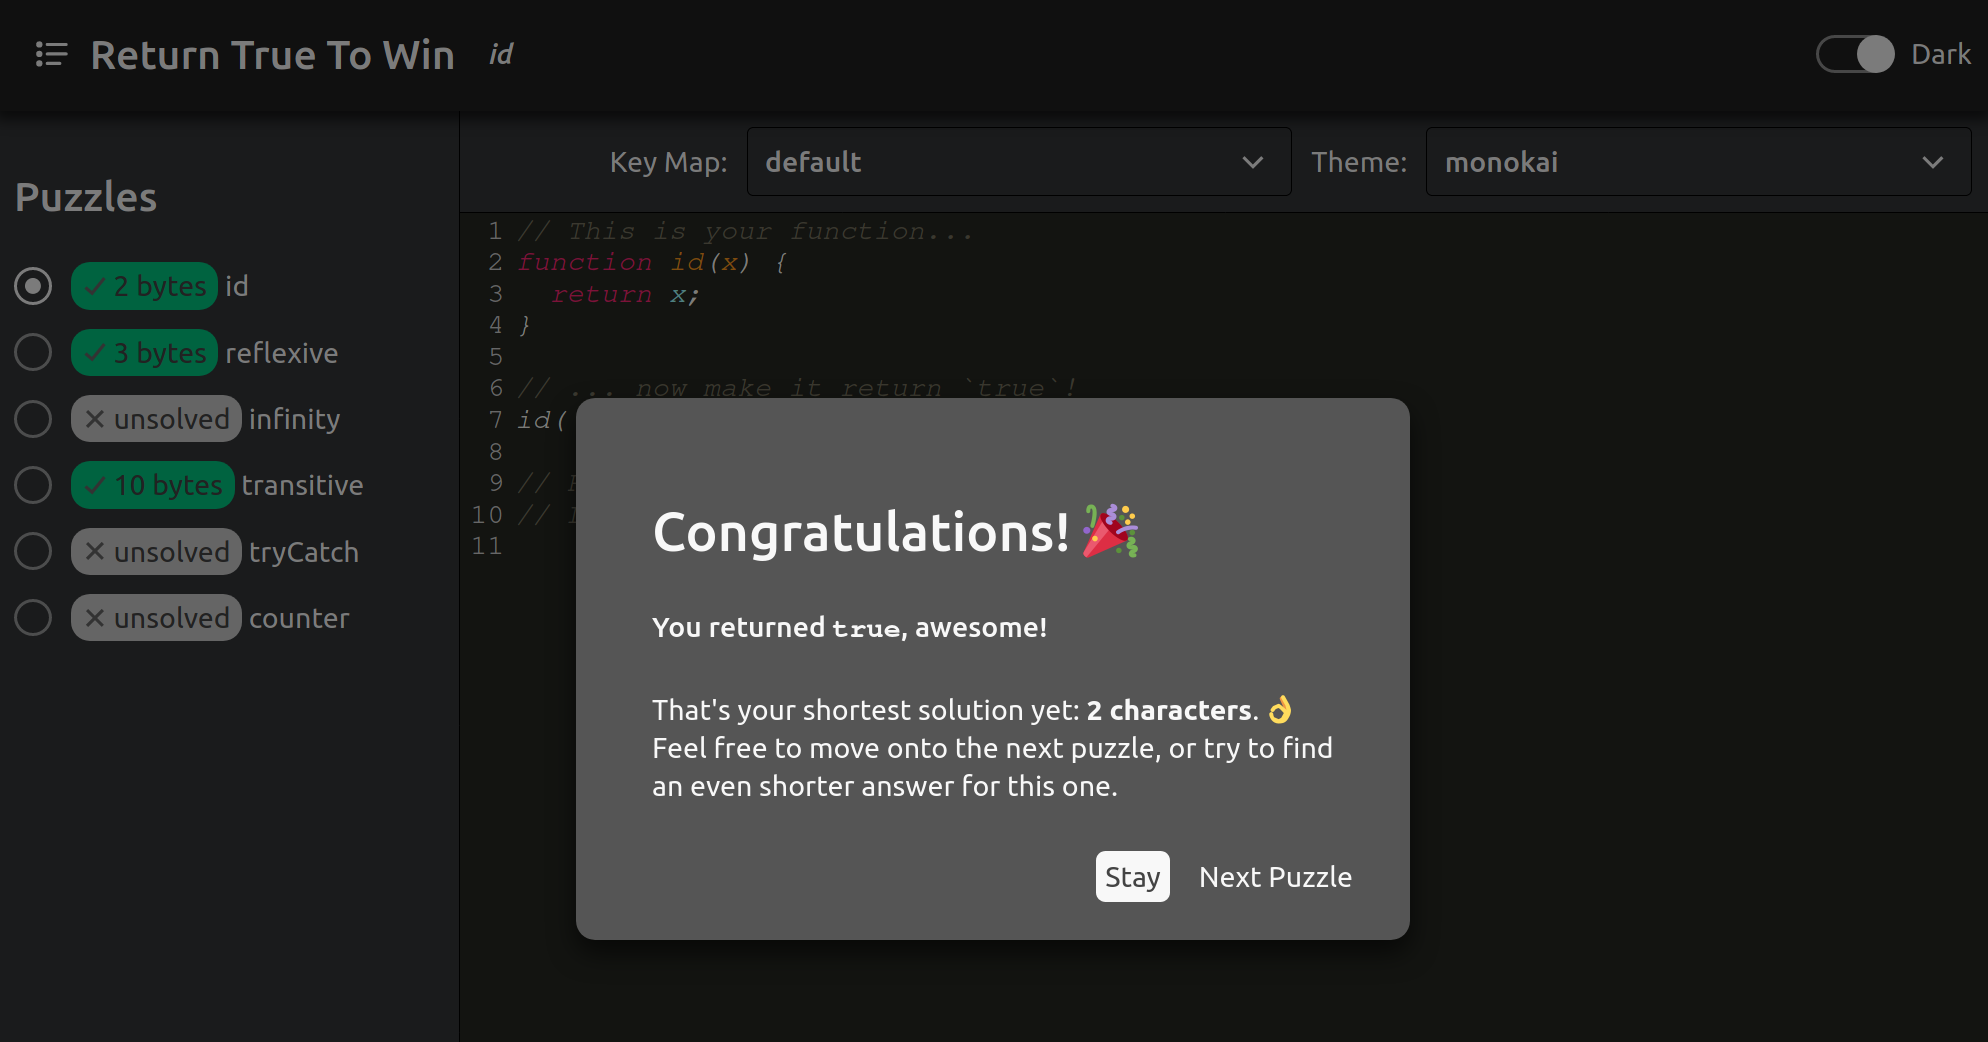 Return True To Win id
Dark
Puzzles
2 bytes id
3 bytes reflexive
unsolved infinity
10 bytes transitive
unsolved tryCatch
unsolved counter
Key Map: default
Theme: monokai
1 // This is your function...
2 function id(x) {
3 return x;
4 }
5
6 // ... now make it return `true`!
7 id(
8
9 //
10 //
11
Congratulations! 🎉
You returned true, awesome!
That's your shortest solution yet: 2 characters. 👌
Feel free to move onto the next puzzle, or try to find
an even shorter answer for this one.
Stay
Next Puzzle